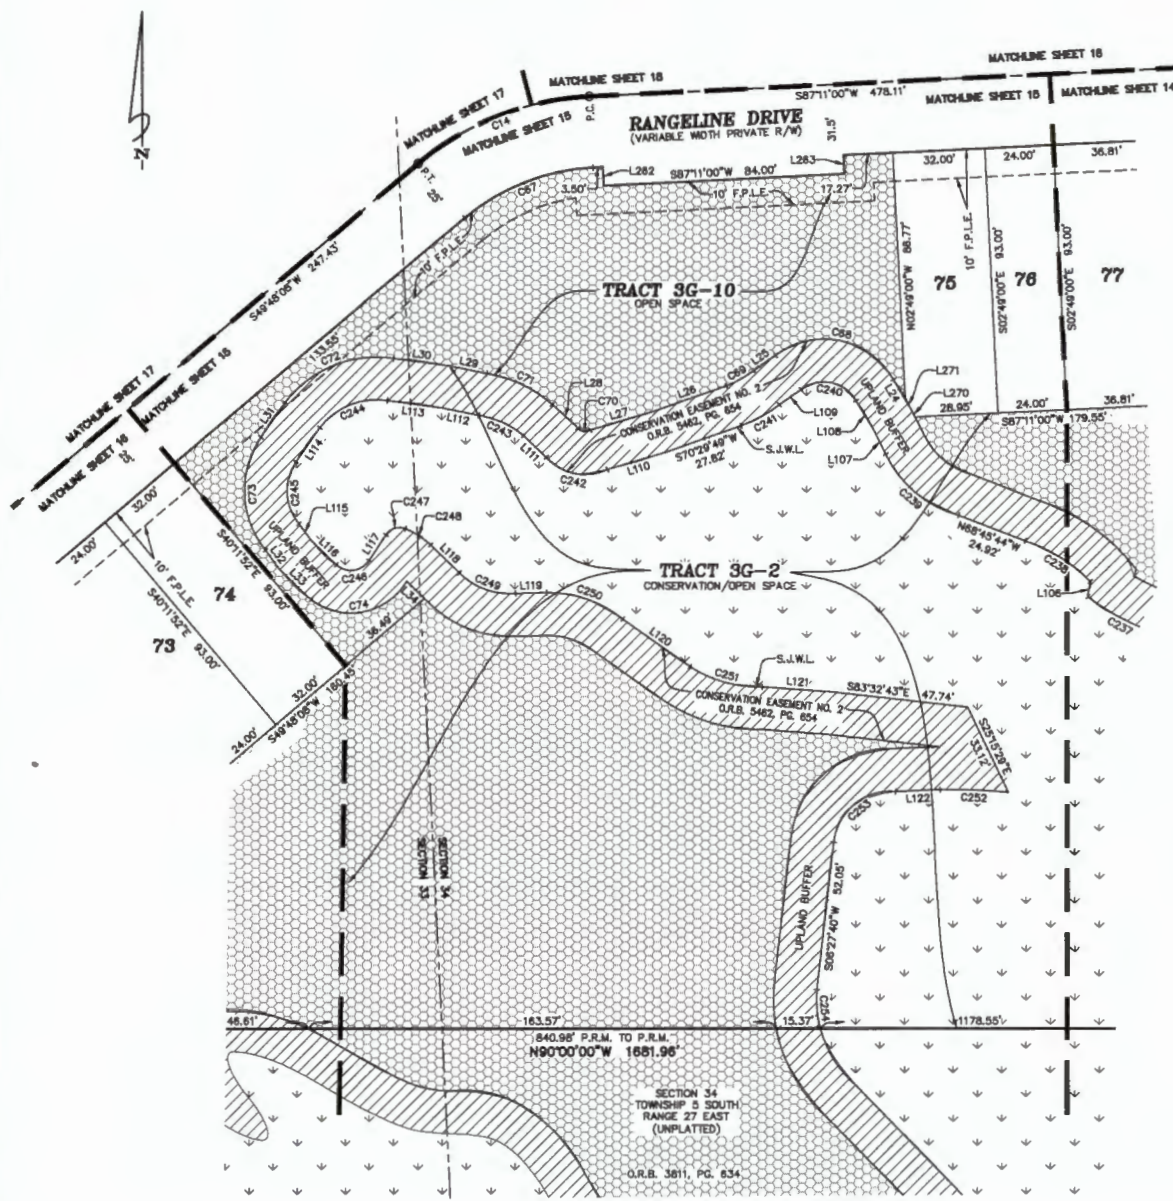 MATCHLINE SHEET 18
MATCHLINE SHEET 18
MATCHLINE SHEET 17
S87°11'00"W 478.11'
MATCHLINE SHEET 15
MATCHLINE SHEET 14
C14
MATCHLINE SHEET 15
P.C.
RANGELINE DRIVE
(VARIABLE WIDTH PRIVATE R/W)
31.5'
P.T.
25'
L282
L283
S87°11'00"W 84.00'
32.00'
24.00'
36.81'
C67
3.50'
10' F.P.L.E.
17.27'
10' F.P.L.E.
S49°48'08"W 247.43'
10' F.P.L.E.
TRACT 3G-10
OPEN SPACE
N02°49'00"W 88.77'
75
S02°49'00"E 93.00'
76
S02°49'00"E 93.00'
77
133.55'
C72
L30
L29
C71
L28
C70
L27
L26
C69
L25
C68
L24
L271
L270
28.95'
24.00'
36.81'
S87°11'00"W 179.55'
MATCHLINE SHEET 17
MATCHLINE SHEET 15
L31
C244
L113
L112
C243
L111
CONSERVATION EASEMENT NO. 2
O.R.B. 5462, PG. 654
C240
L109
L108
UPLAND BUFFER
L107
L110
S70°29'49"W
27.82'
C241
S.J.W.L.
C242
MATCHLINE SHEET 16
25'
32.00'
24.00'
10' F.P.L.E.
L114
C73
C245
L115
UPLAND BUFFER
L116
L32
L33
C247
C248
L117
C246
L118
C74
L34
C249
L119
C250
C239
N68°45'44"W
24.92'
C238
L106
C237
TRACT 3G-2
CONSERVATION/OPEN SPACE
S40°11'52"E 93.00'
74
S40°11'52"E 93.00'
73
36.49'
32.00'
24.00'
S49°48'08"W 160.45'
L120
C251
S.J.W.L.
L121
S83°32'43"E 47.74'
CONSERVATION EASEMENT NO. 2
O.R.B. 5462, PG. 654
S25°15'29"E
33.12'
L122
C252
C253
SECTION 34
SECTION 33
UPLAND BUFFER
S06°27'40"W 52.05'
C254
46.61'
163.57'
15.37'
1178.55'
840.98' P.R.M. TO P.R.M.
N90°00'00"W 1681.96'
SECTION 34
TOWNSHIP 5 SOUTH
RANGE 27 EAST
(UNPLATTED)
O.R.B. 3811, PG. 634